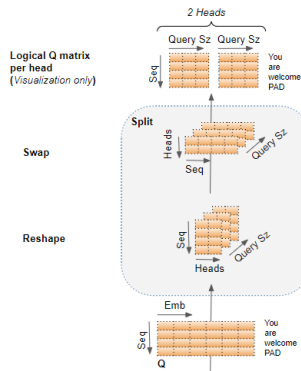 2 Heads
Query Sz Query Sz
Logical Q matrix
per head
(Visualization only)
Seq
You
are
welcome
PAD
Split
Swap
Heads
Seq
Query Sz
Reshape
Seq
Heads
Query Sz
Emb
Seq
You
are
welcome
PAD
Q